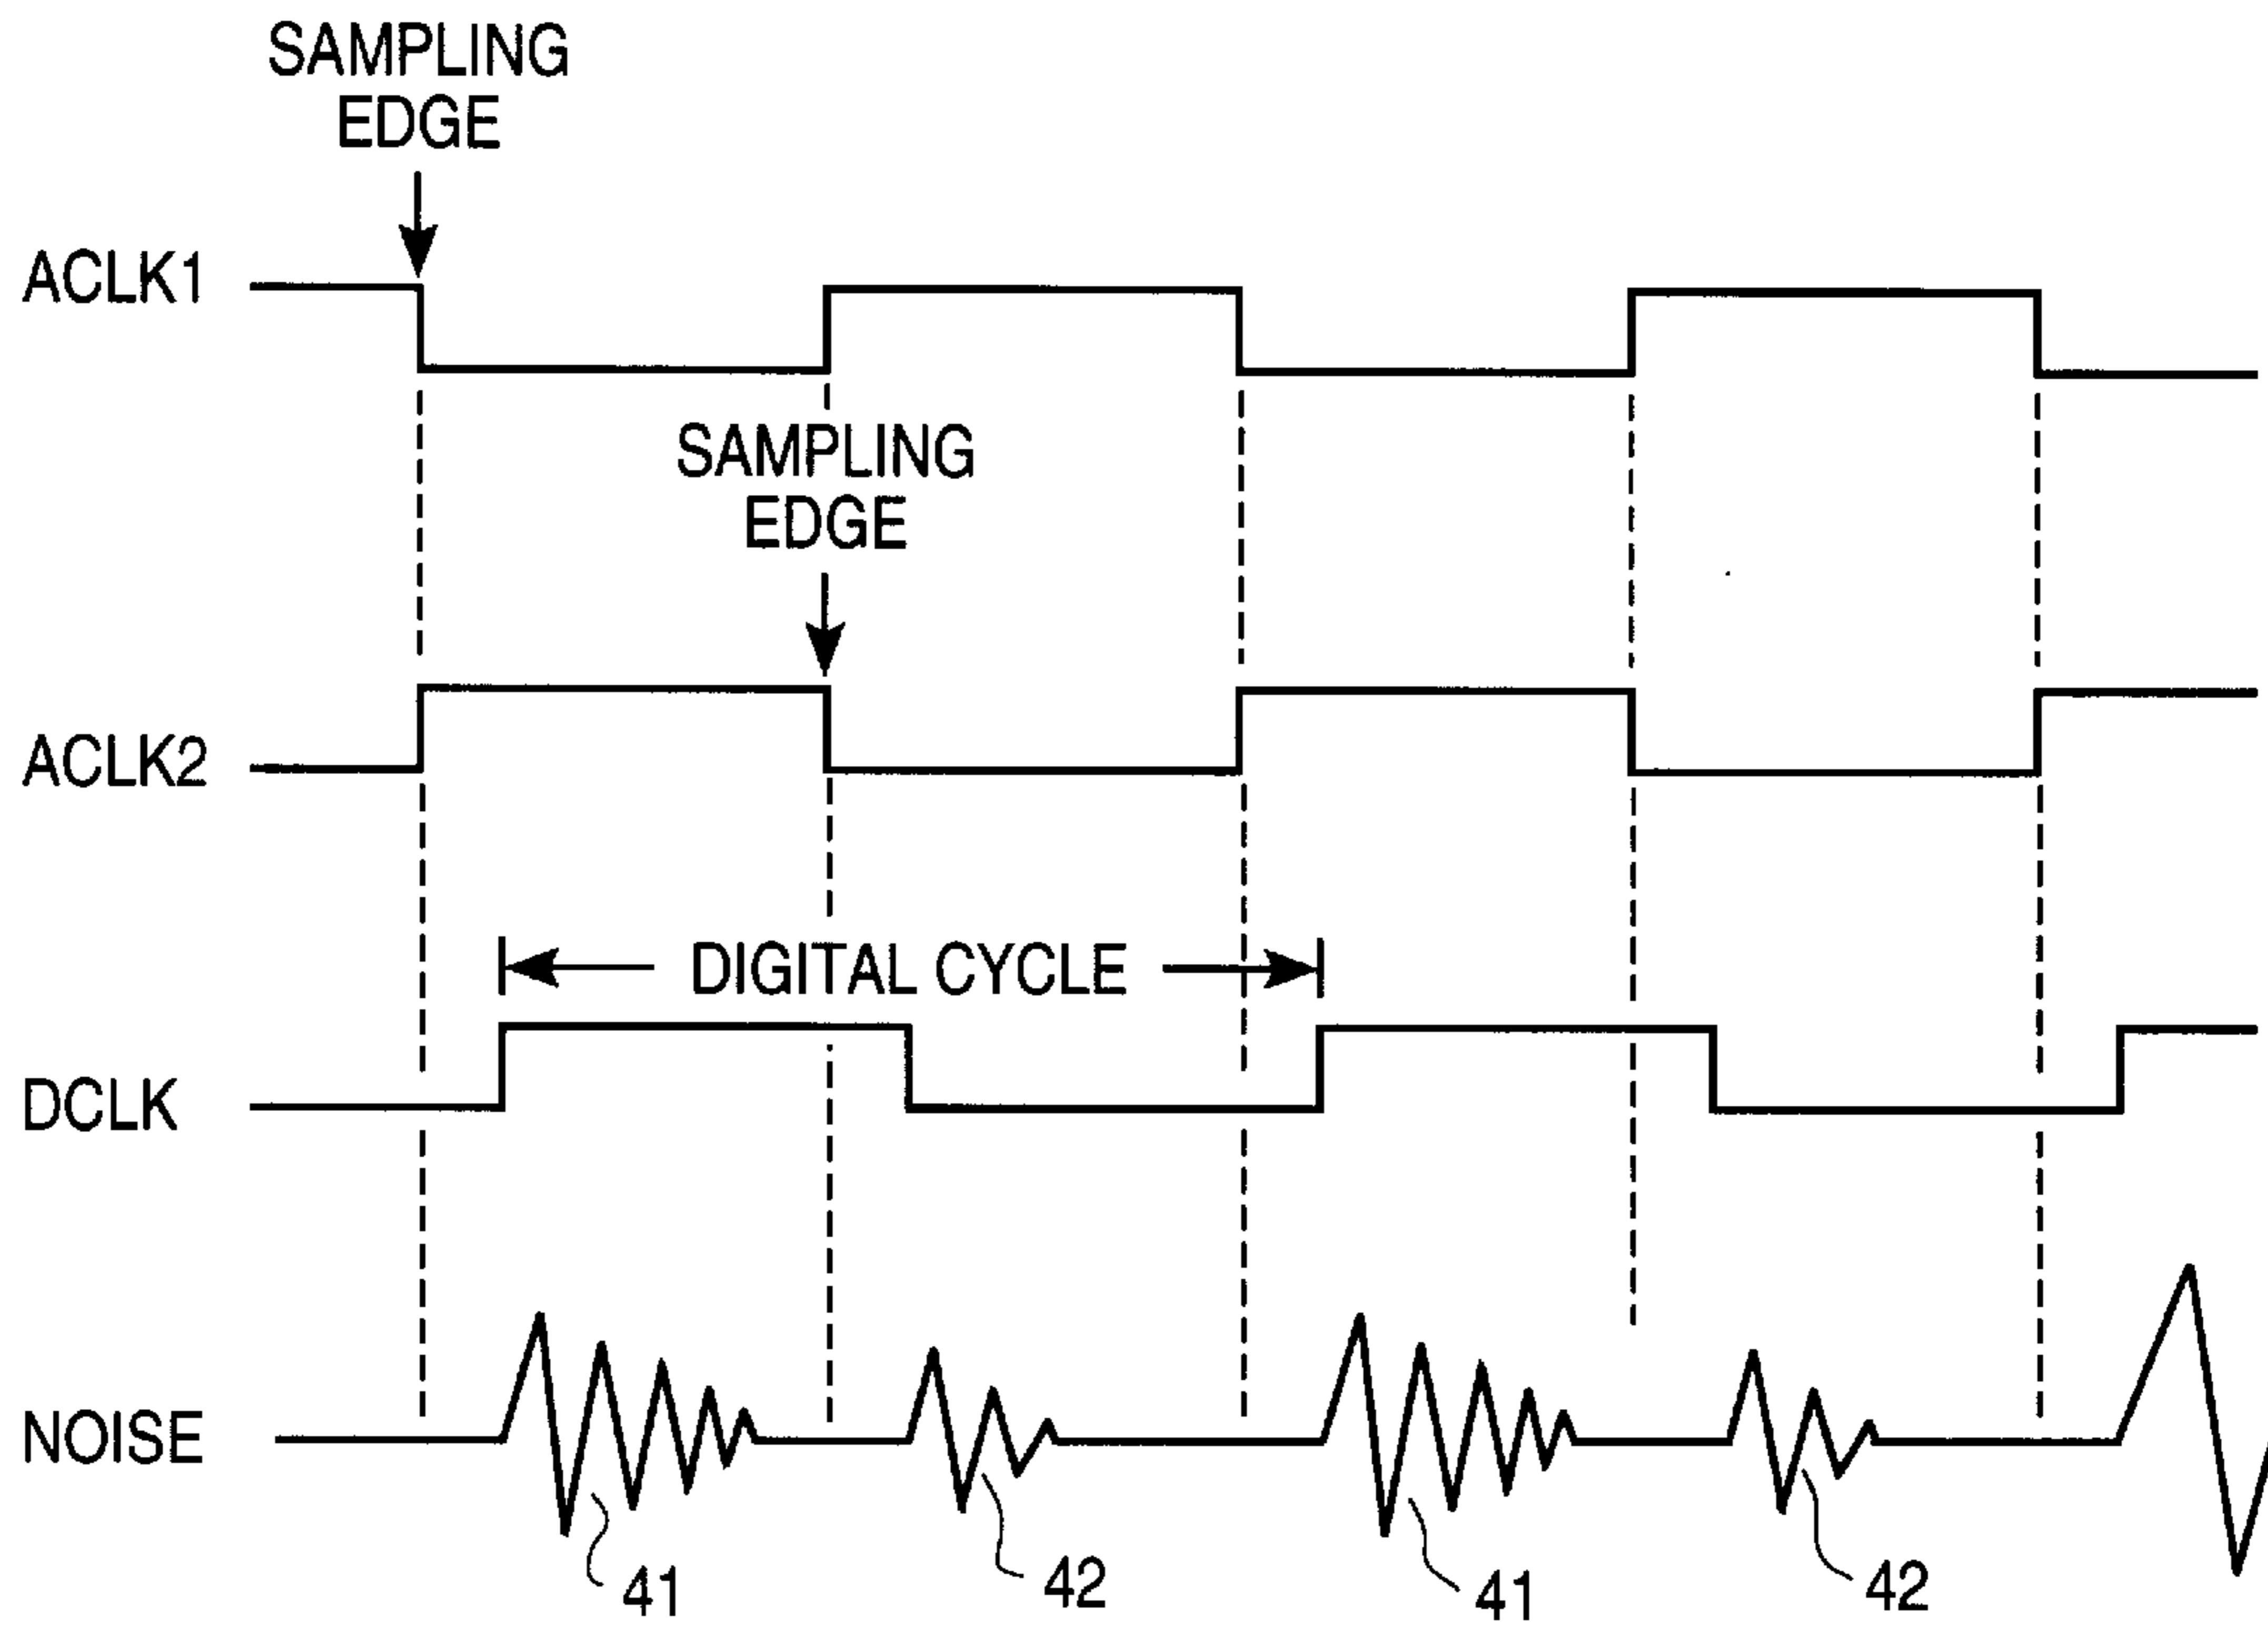 SAMPLING
EDGE
ACLK1
SAMPLING
EDGE
ACLK2
DIGITAL CYCLE
DCLK
NOISE
41
42
41
42